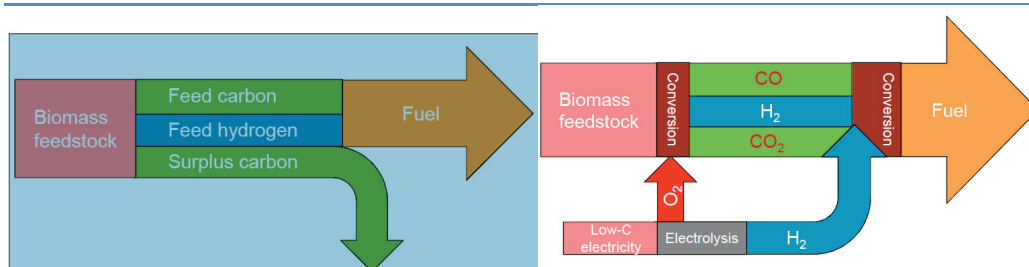 Biomass
feedstock
Feed carbon
Feed hydrogen
Surplus carbon
Fuel
Biomass
feedstock
Conversion
CO
H₂
CO₂
Conversion
Fuel
O₂
Low-C
electricity
Electrolysis
H₂